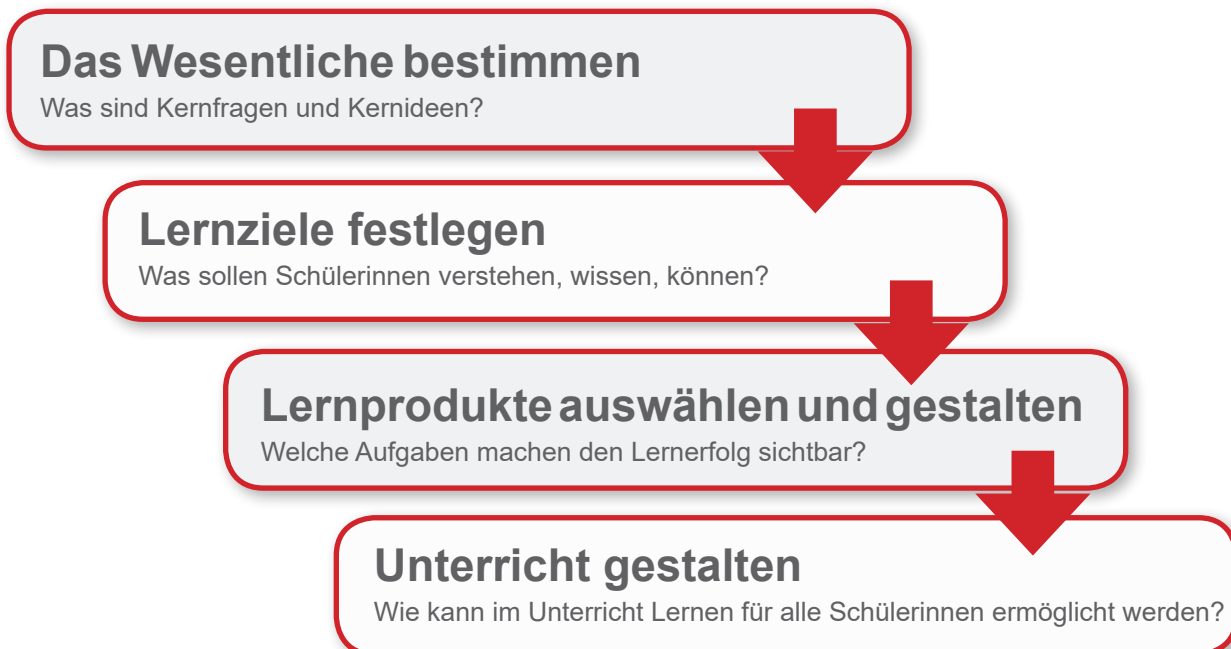 Das Wesentliche bestimmen
Was sind Kernfragen und Kernideen?
Lernziele festlegen
Was sollen Schülerinnen verstehen, wissen, können?
Lernprodukte auswählen und gestalten
Welche Aufgaben machen den Lernerfolg sichtbar?
Unterricht gestalten
Wie kann im Unterricht Lernen für alle Schülerinnen ermöglicht werden?